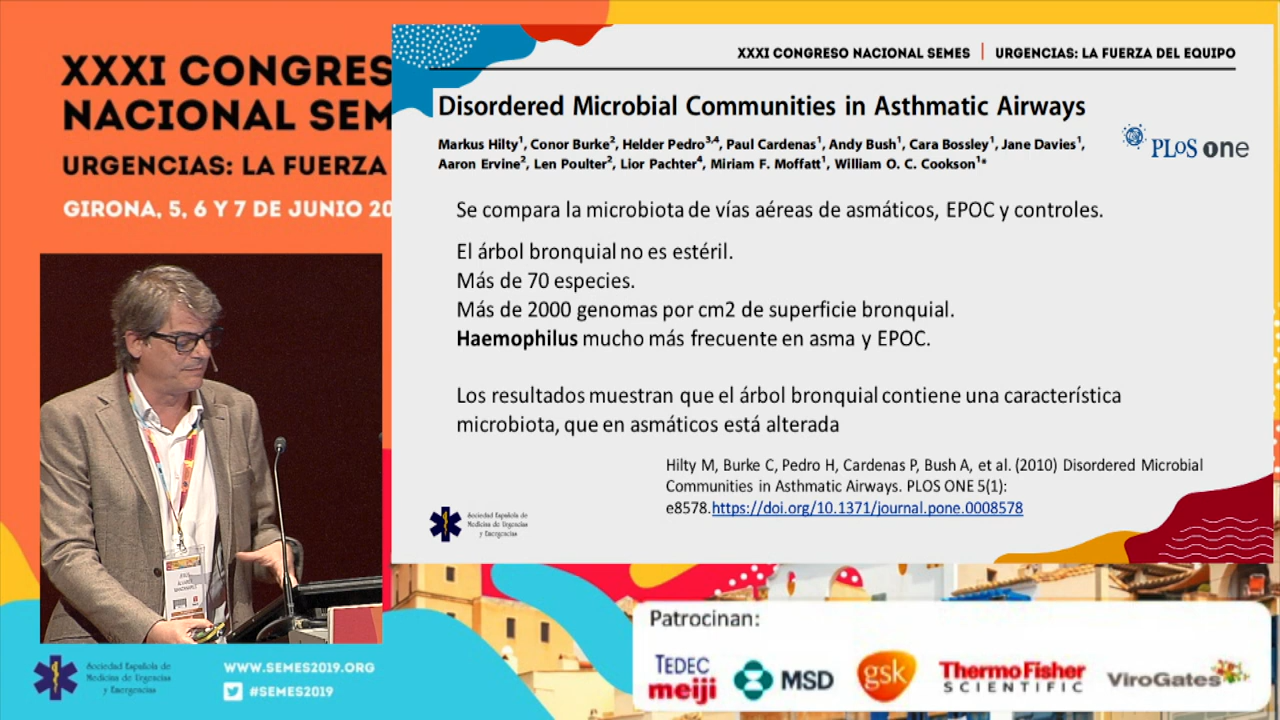 XXXI CONGRES
NACIONAL SEM
URGENCIAS: LA FUERZA
GIRONA, 5, 6 Y 7 DE JUNIO 20
XXXI CONGRESO NACIONAL SEMES | URGENCIAS: LA FUERZA DEL EQUIPO
Disordered Microbial Communities in Asthmatic Airways
Markus Hilty¹, Conor Burke², Helder Pedro³,⁴, Paul Cardenas¹, Andy Bush¹, Cara Bossley¹, Jane Davies¹,
Aaron Ervine², Len Poulter², Lior Pachter⁴, Miriam F. Moffatt¹, William O. C. Cookson¹*
PLOS one
Se compara la microbiota de vías aéreas de asmáticos, EPOC y controles.
El árbol bronquial no es estéril.
Más de 70 especies.
Más de 2000 genomas por cm2 de superficie bronquial.
Haemophilus mucho más frecuente en asma y EPOC.
Los resultados muestran que el árbol bronquial contiene una característica
microbiota, que en asmáticos está alterada
Hilty M, Burke C, Pedro H, Cardenas P, Bush A, et al. (2010) Disordered Microbial
Communities in Asthmatic Airways. PLOS ONE 5(1):
e8578.https://doi.org/10.1371/journal.pone.0008578
Sociedad Española de
Medicina de Urgencias
y Emergencias
Sociedad Española de
Medicina de Urgencias
y Emergencias
WWW.SEMES2019.ORG
#SEMES2019
Patrocinan:
TEDEC
meiji
MSD
gsk
ThermoFisher
SCIENTIFIC
ViroGates